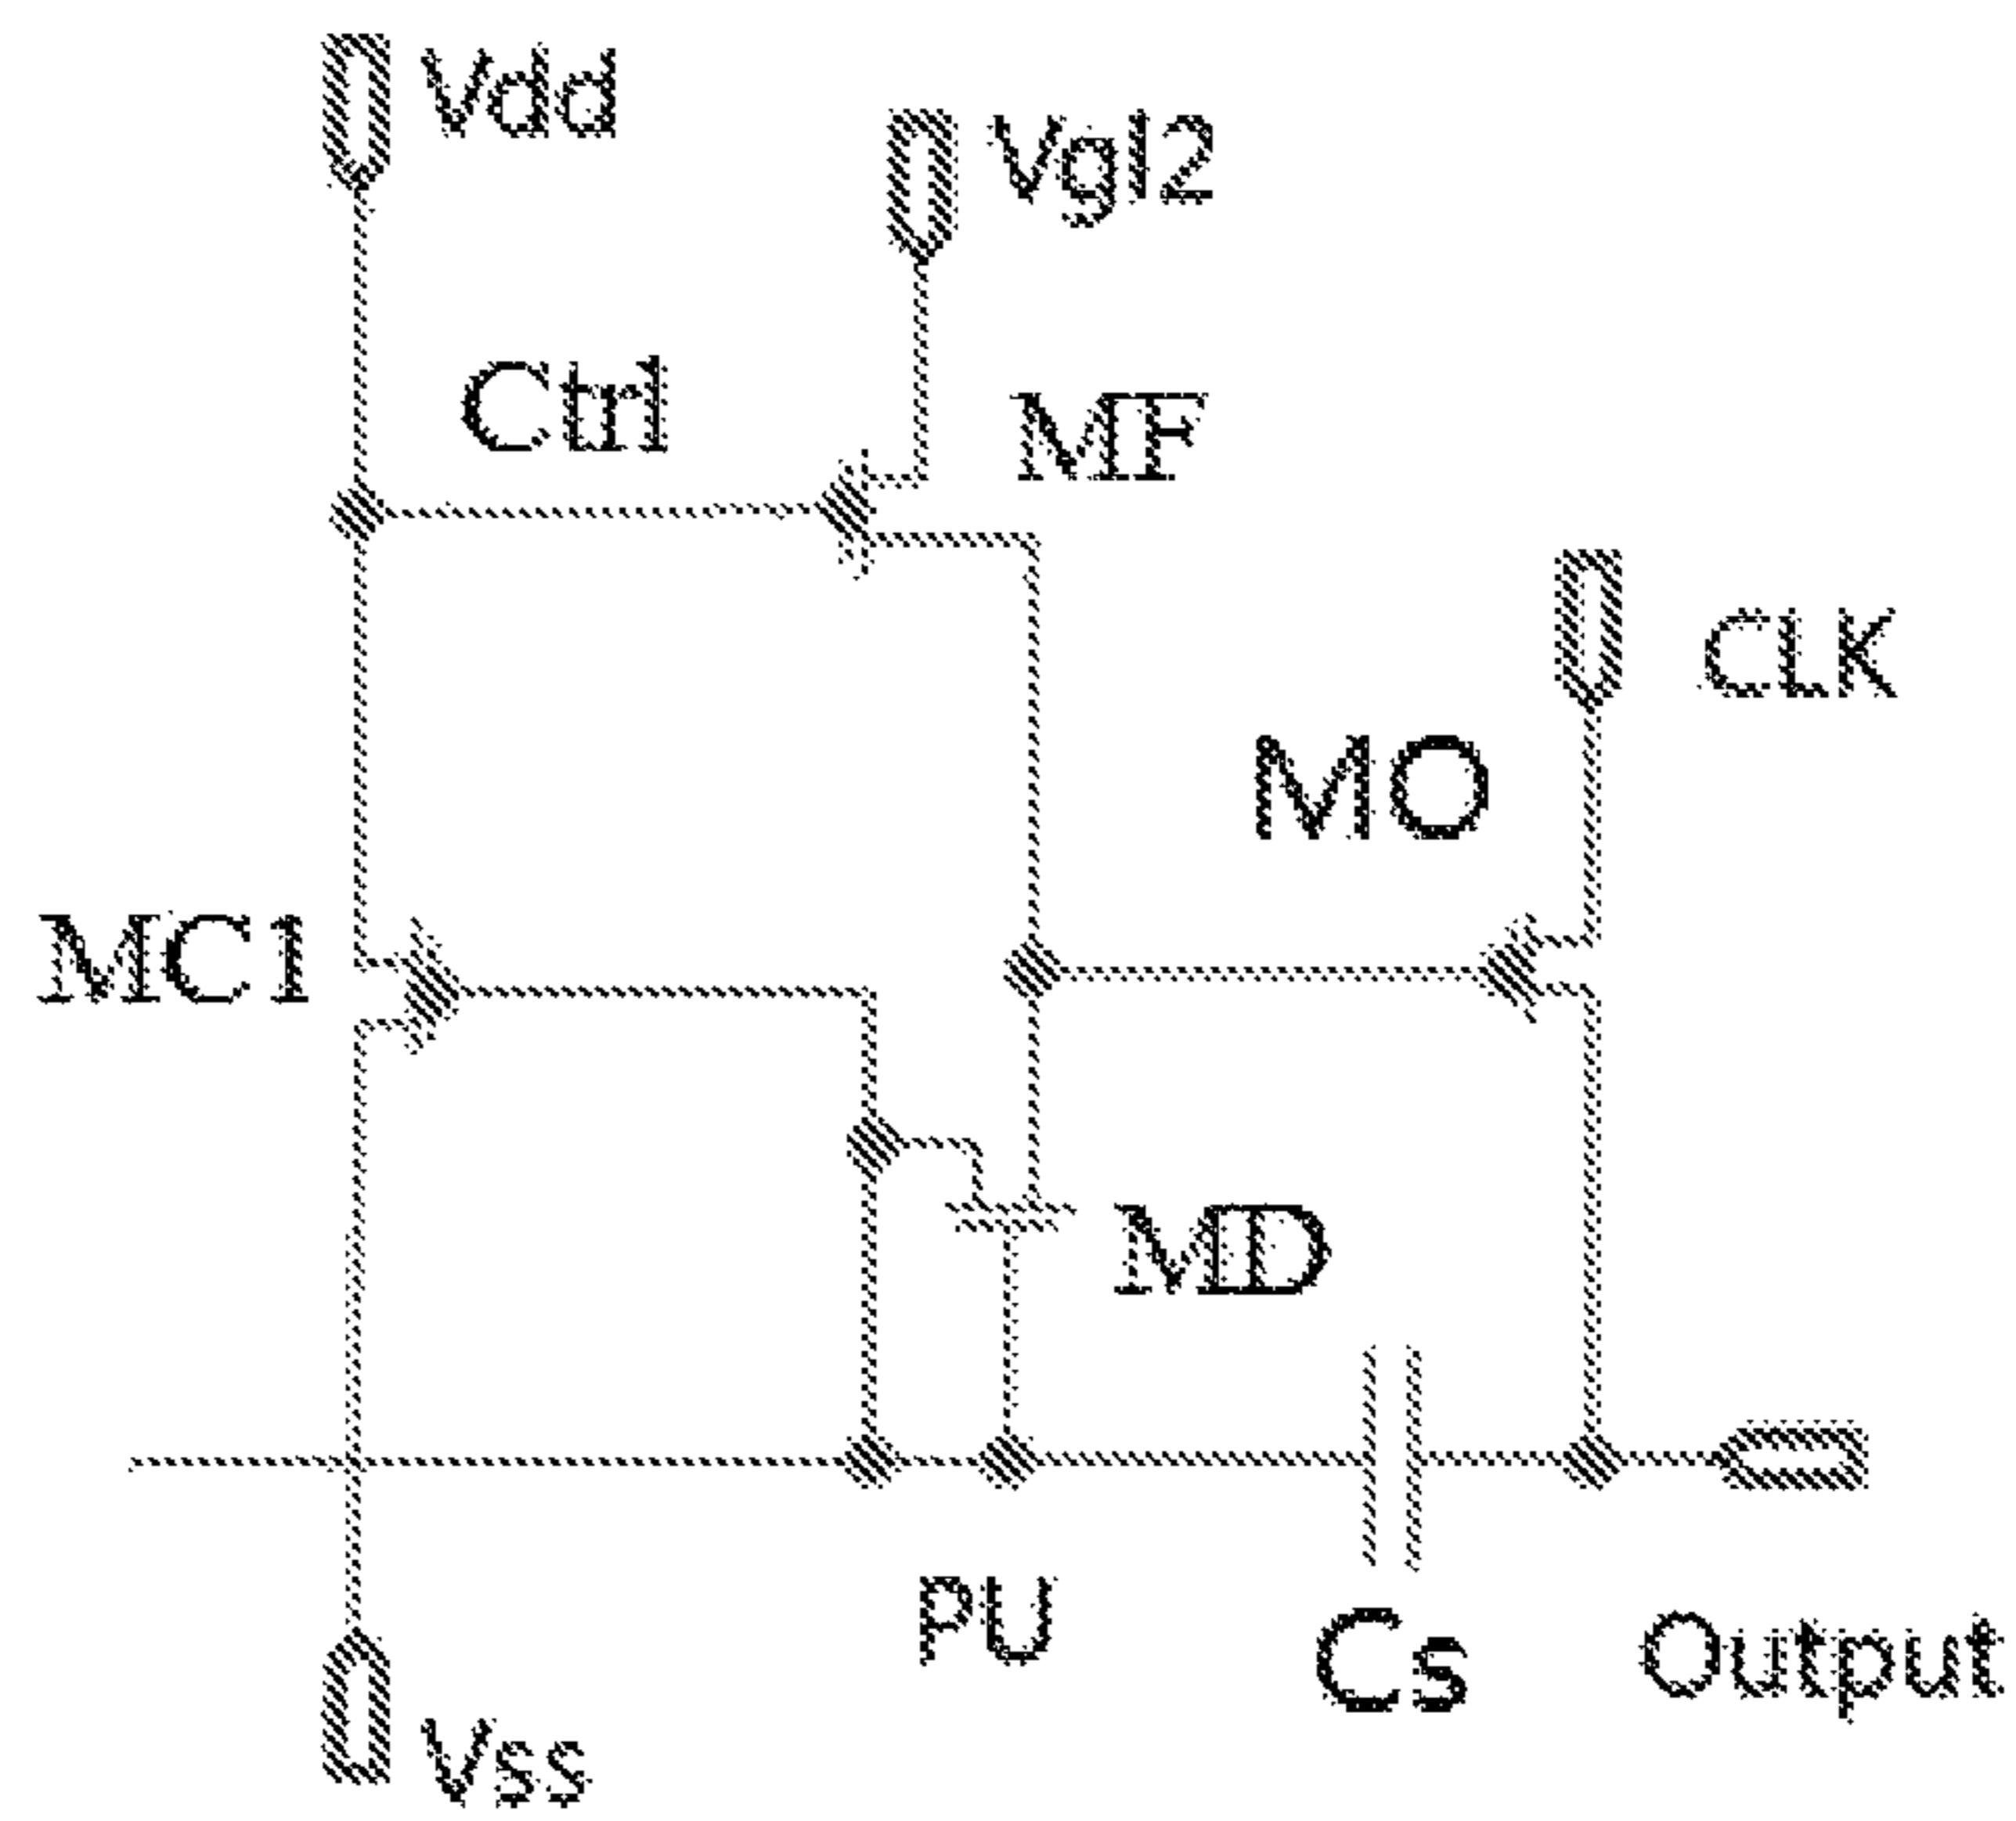 Vdd
Vgl2
Ctrl
MF
CLK
MO
MC1
MD
PU
Cs
Output
Vss